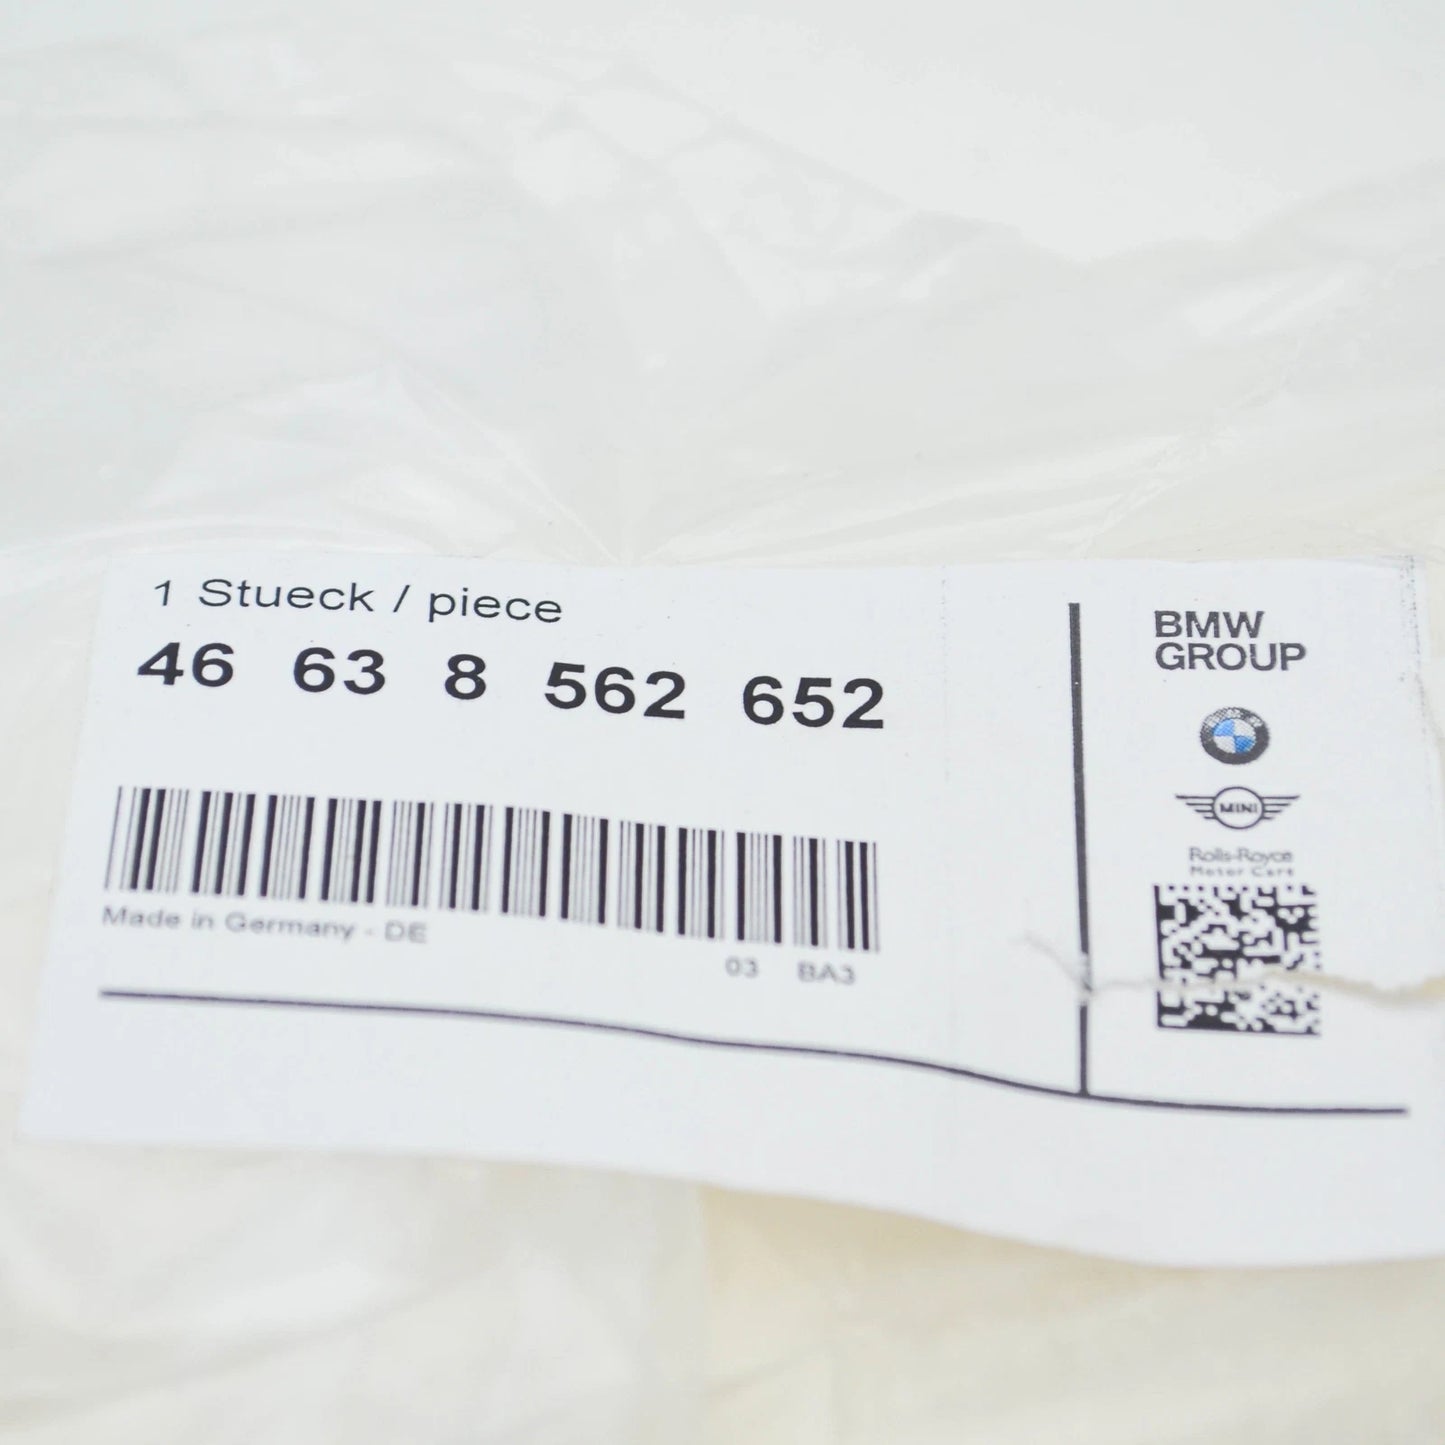 1 Stueck / piece
46 63 8 562 652
Made in Germany - DE
03 BA3
BMW
GROUP
MINI
Rolls-Royce
Motor Cars